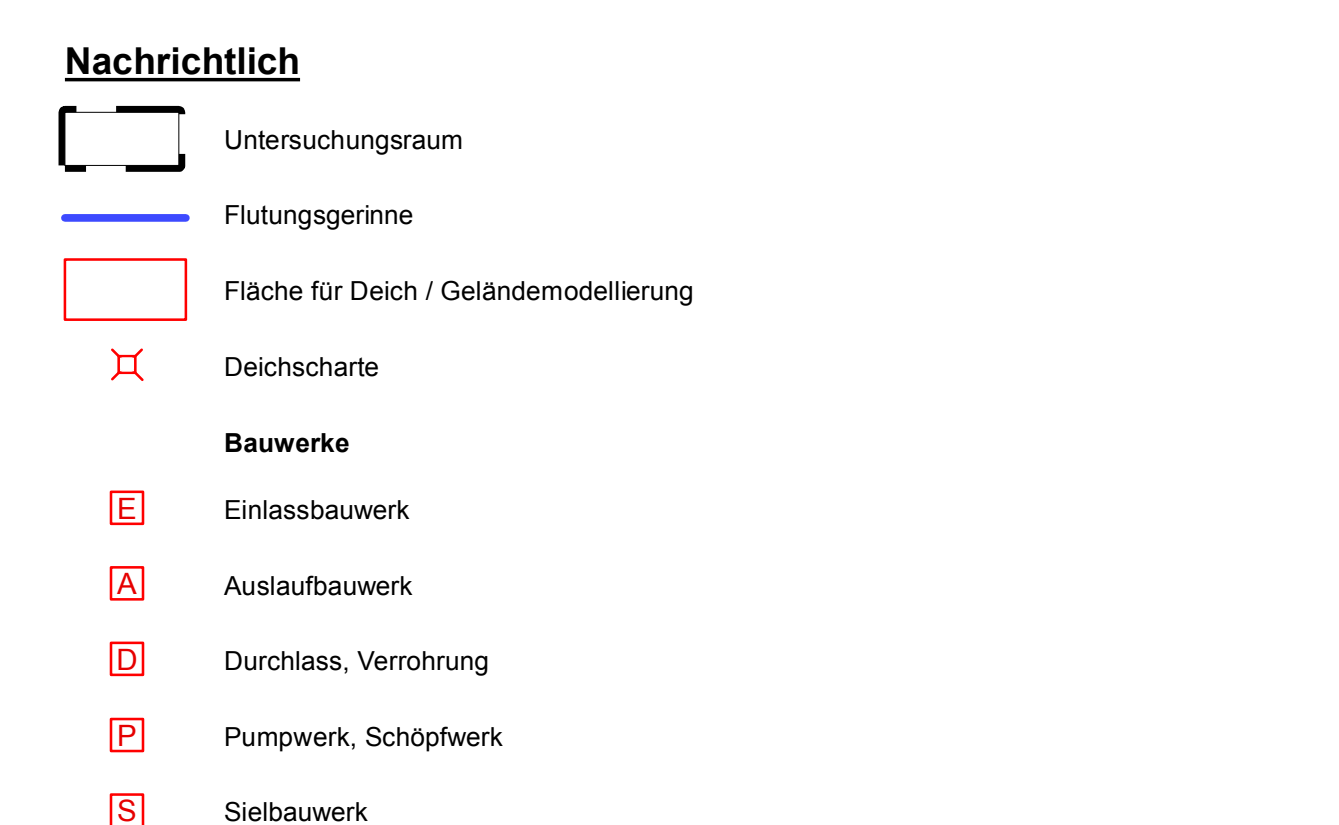 Nachrichtlich
Untersuchungsraum
Flutungsgerinne
Fläche für Deich / Geländemodellierung
Deichscharte
Bauwerke
E Einlassbauwerk
A Auslaufbauwerk
D Durchlass, Verrohrung
P Pumpwerk, Schöpfwerk
S Sielbauwerk